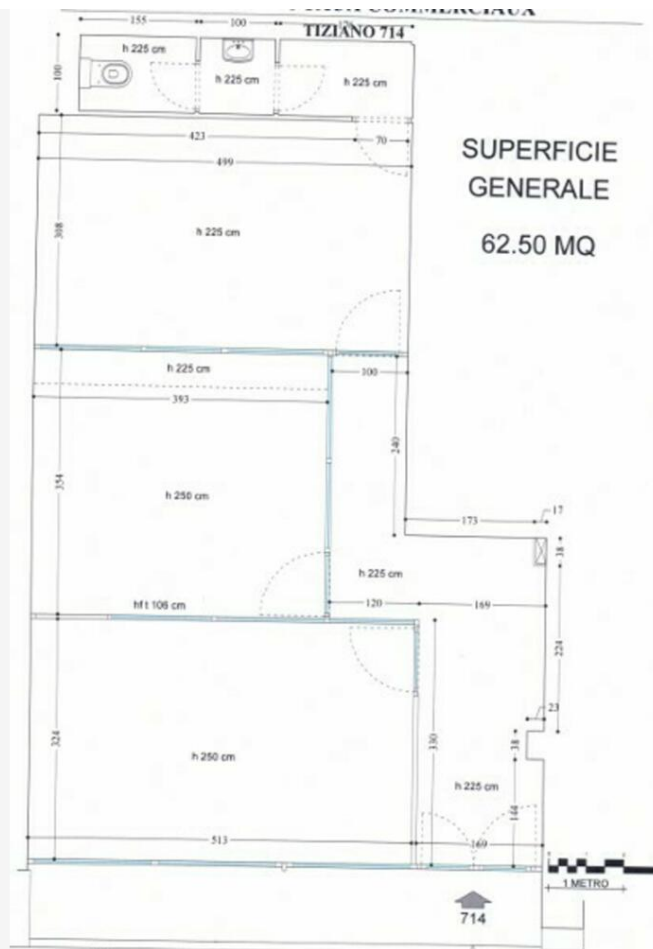 TIZIANO 714
155
100
h 225 cm
h 225 cm
h 225 cm
100
423
70
499
SUPERFICIE
GENERALE
62.50 MQ
308
h 225 cm
h 225 cm
100
393
240
354
h 250 cm
173
17
38
h 225 cm
hf t 106 cm
120
169
224
23
324
330
38
h 250 cm
h 225 cm
144
513
169
1 METRO
714